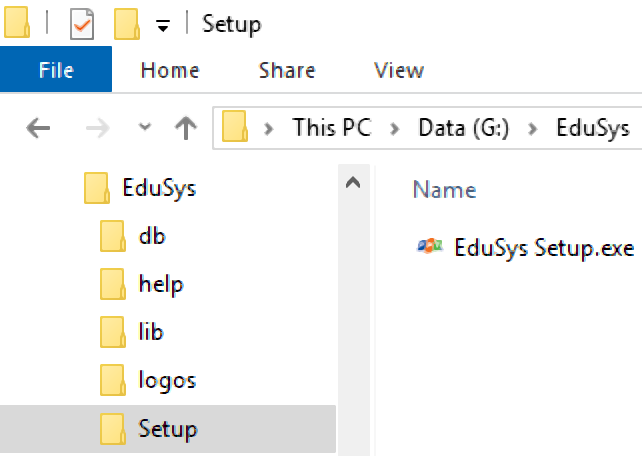 Setup
File Home Share View
This PC Data (G:) EduSys
EduSys
db
help
lib
logos
Setup
Name
EduSys Setup.exe